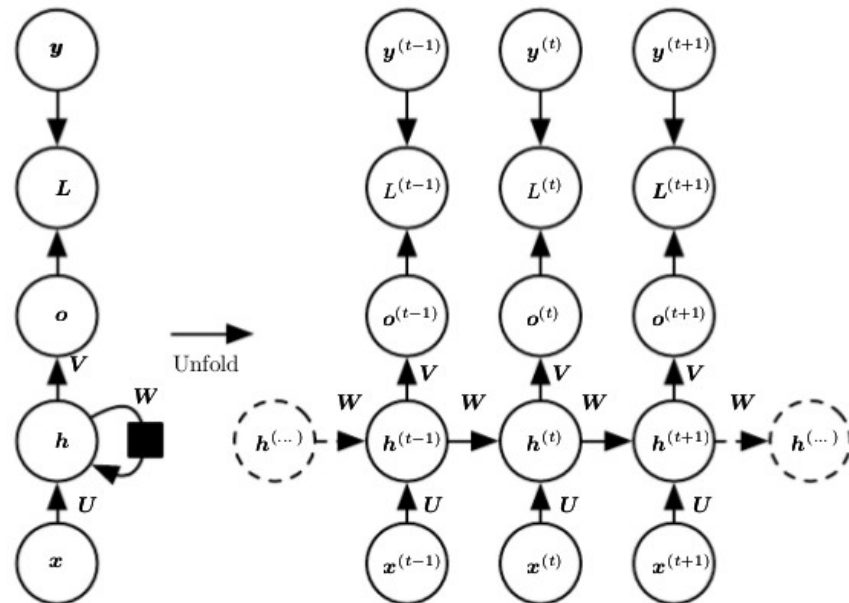 y y^(t−1) y^(t) y^(t+1)
L L^(t−1) L^(t) L^(t+1)
o o^(t−1) o^(t) o^(t+1)
Unfold
V V V V
W W W W W
h h^(...) h^(t−1) h^(t) h^(t+1) h^(...)
U U U U
x x^(t−1) x^(t) x^(t+1)